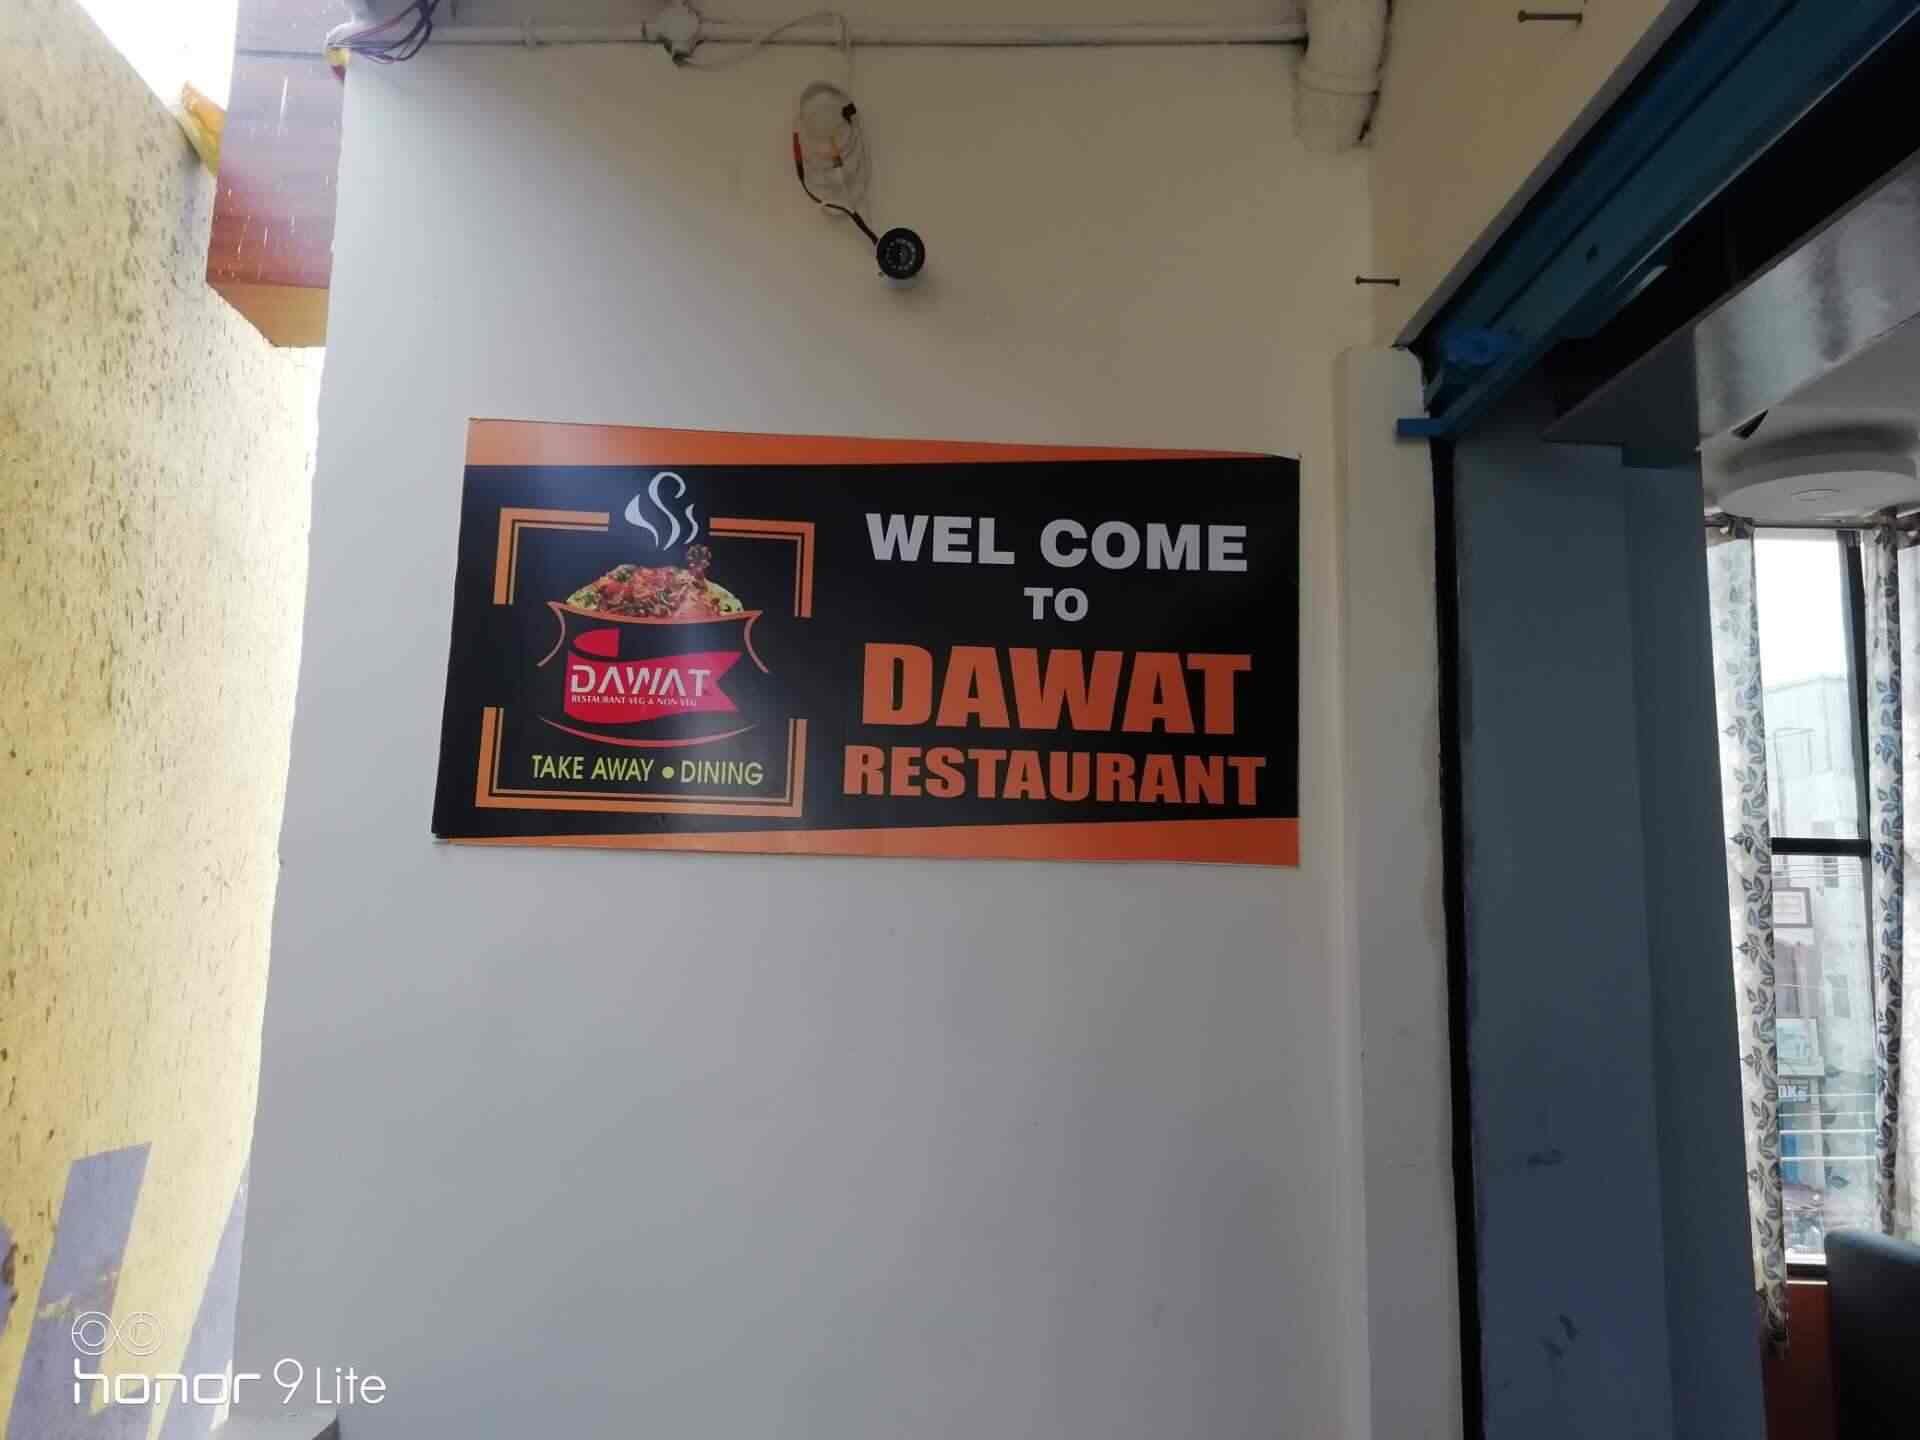 DAWAT
RESTAURANT VEG & NON-VEG
TAKE AWAY • DINING
WEL COME
TO
DAWAT
RESTAURANT
honor 9 Lite